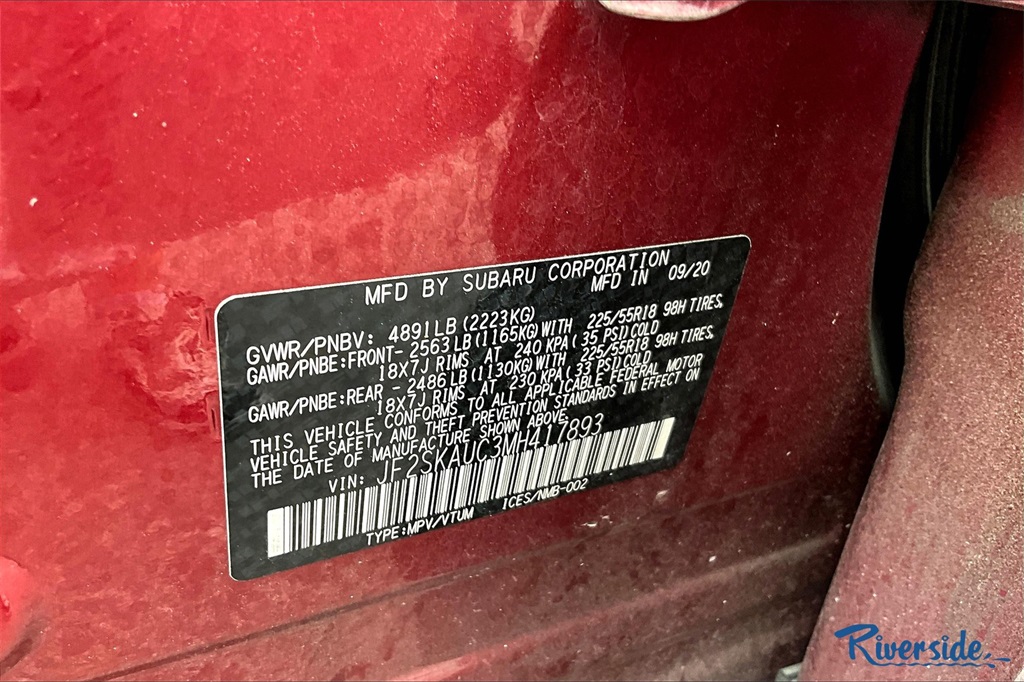 MFD BY SUBARU CORPORATION
MFD IN 09/20
GVWR/PNBV: 4891LB(2223KG)
GAWR/PNBE:FRONT- 2563LB(1165KG)WITH 225/55R18 98H TIRES,
18X7J RIMS AT 240 KPA(35 PSI)COLD
GAWR/PNBE:REAR - 2486LB(1130KG)WITH 225/55R18 98H TIRES,
18X7J RIMS AT 230 KPA(33 PSI)COLD
THIS VEHICLE CONFORMS TO ALL APPLICABLE FEDERAL MOTOR
VEHICLE SAFETY AND THEFT PREVENTION STANDARDS IN EFFECT ON
THE DATE OF MANUFACTURE SHOWN ABOVE.
VIN: JF2SKAUC3MH417893
TYPE:MPV/VTUM ICES/NMB-002
Riverside